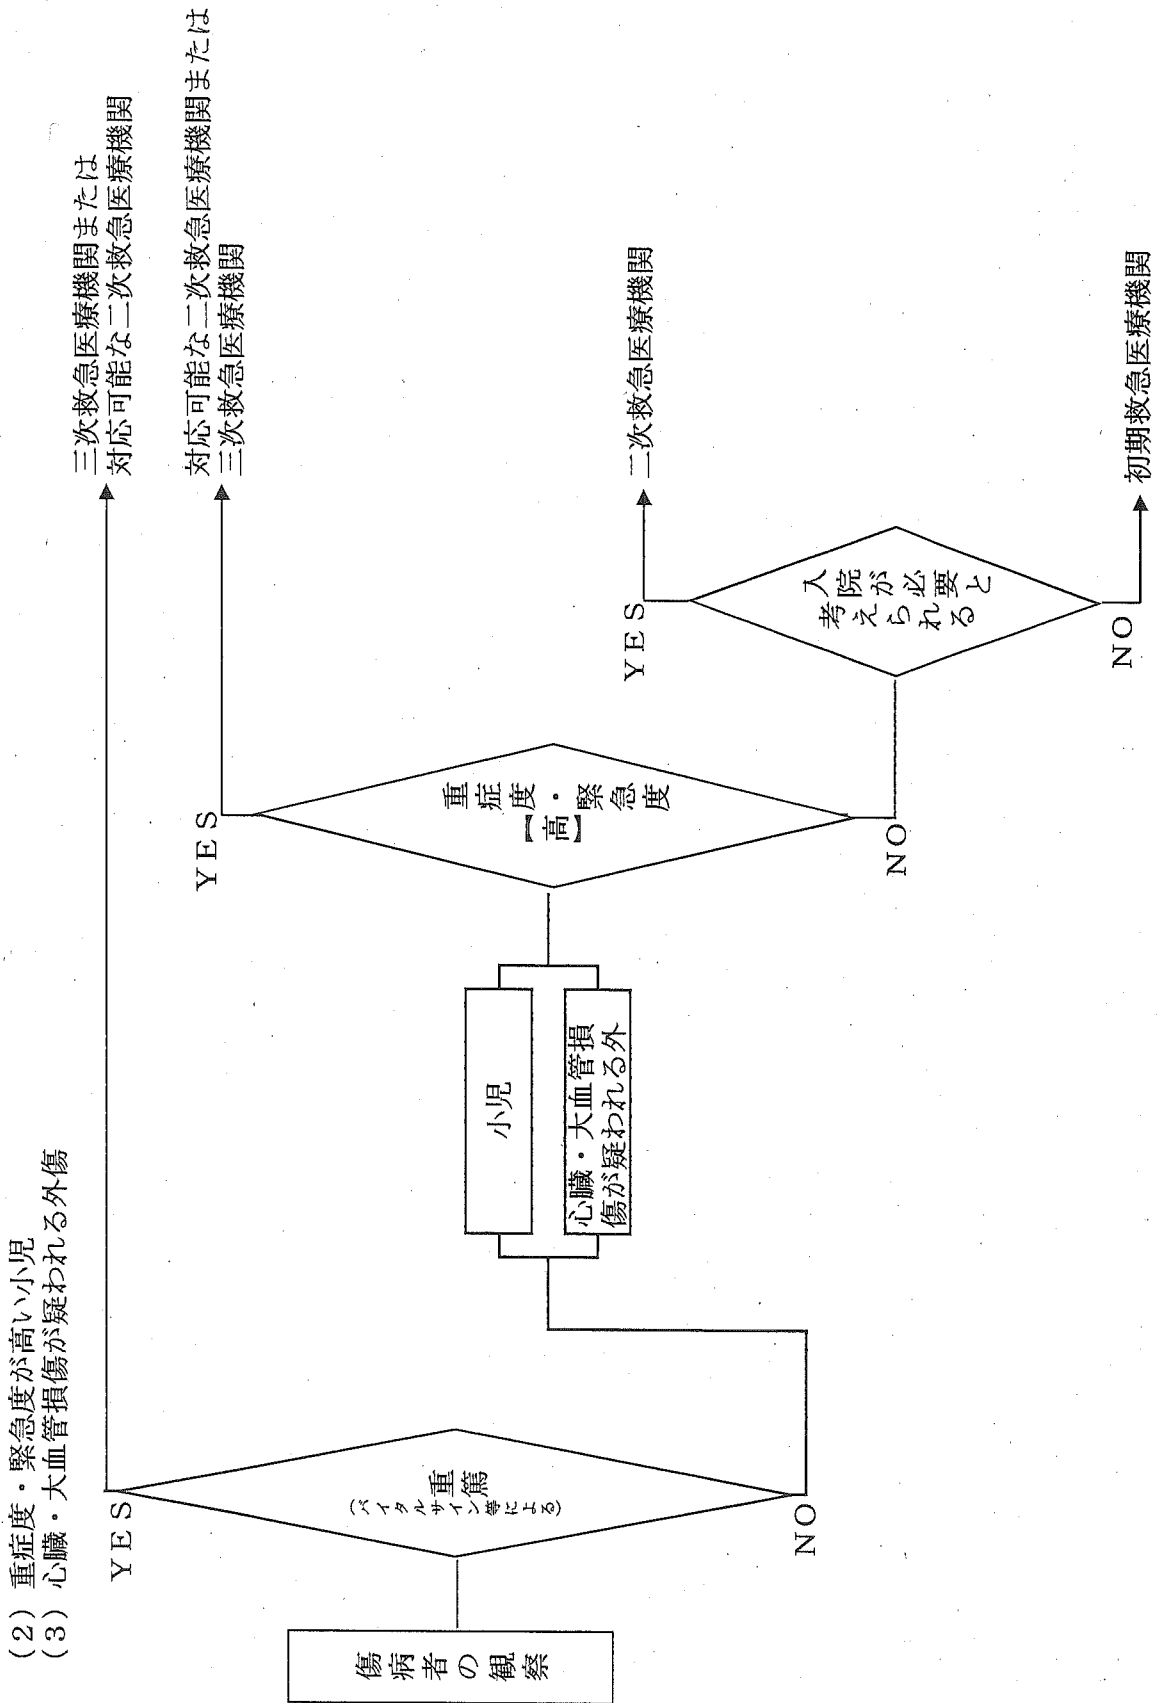 (2) 重症度・緊急度が高い小児
(3) 心臓・大血管損傷が疑われる外傷
傷病者の観察
重篤
(バイタルサイン等による)
YES
三次救急医療機関または
対応可能な二次救急医療機関
NO
小児
心臓・大血管損
傷が疑われる外
重症度・緊急度
【高】
YES
対応可能な二次救急医療機関または
三次救急医療機関
NO
入院が必要と
考えられる
YES
二次救急医療機関
NO
初期救急医療機関